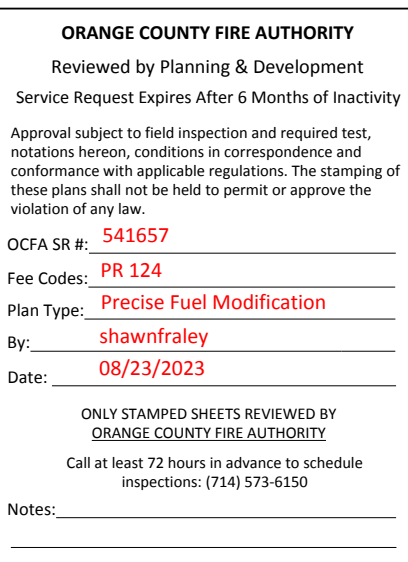 ORANGE COUNTY FIRE AUTHORITY
Reviewed by Planning & Development
Service Request Expires After 6 Months of Inactivity
Approval subject to field inspection and required test,
notations hereon, conditions in correspondence and
conformance with applicable regulations. The stamping of
these plans shall not be held to permit or approve the
violation of any law.
OCFA SR #: 541657
Fee Codes: PR 124
Plan Type: Precise Fuel Modification
By: shawnfraley
Date: 08/23/2023
ONLY STAMPED SHEETS REVIEWED BY
ORANGE COUNTY FIRE AUTHORITY
Call at least 72 hours in advance to schedule
inspections: (714) 573-6150
Notes: